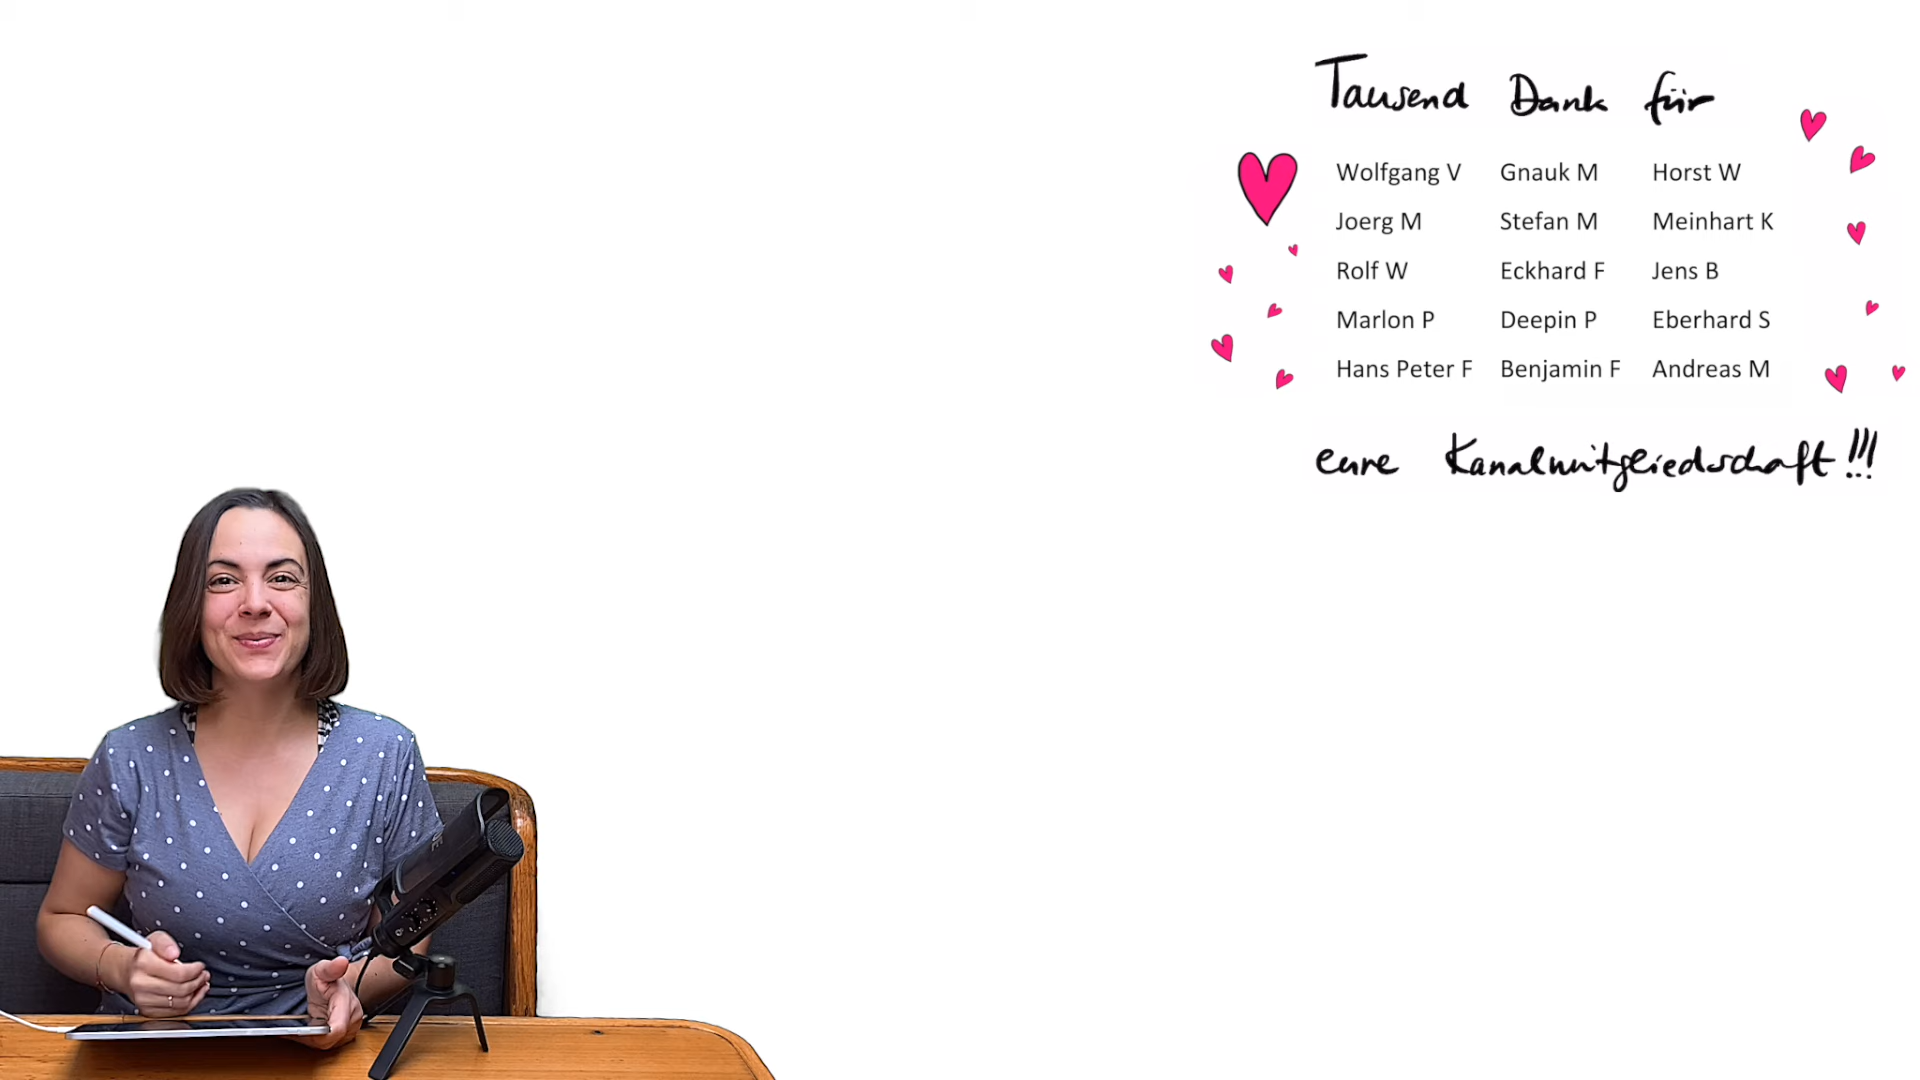 Tausend Dank für
Wolfgang V Gnauk M Horst W
Joerg M Stefan M Meinhart K
Rolf W Eckhard F Jens B
Marlon P Deepin P Eberhard S
Hans Peter F Benjamin F Andreas M
eure Kanalmitgliedschaft!!!